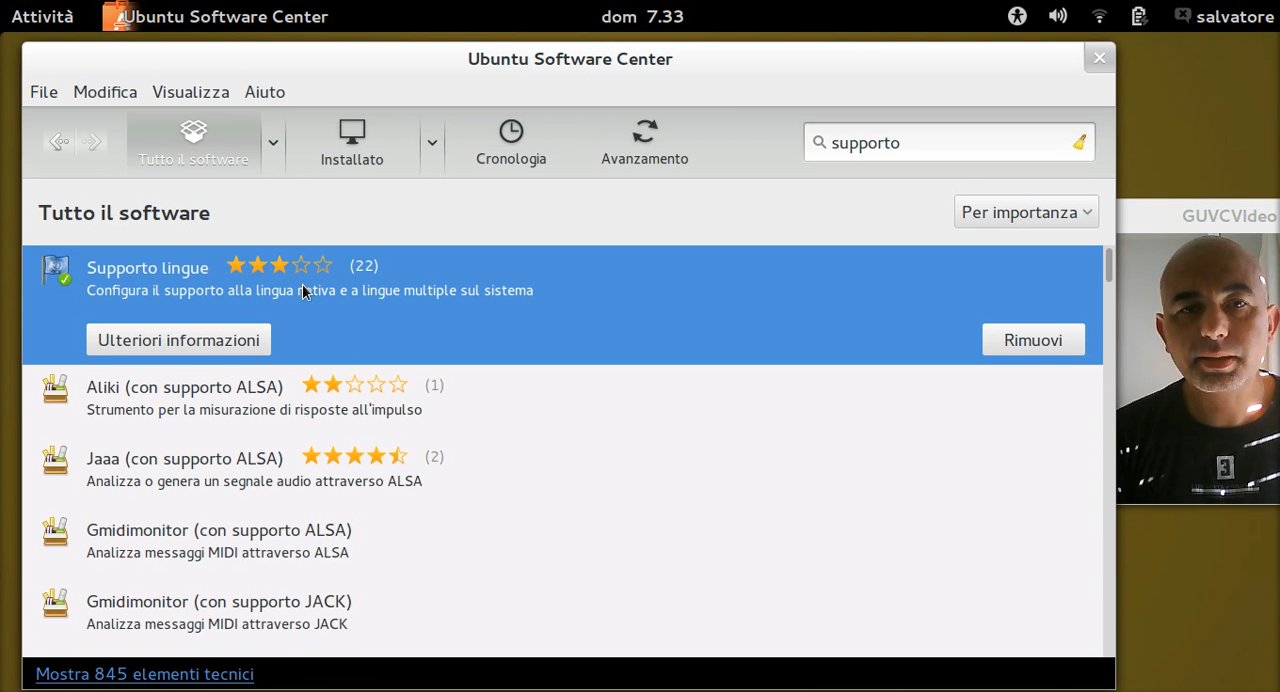 Attività Ubuntu Software Center dom 7.33 salvatore
Ubuntu Software Center
File Modifica Visualizza Aiuto
Tutto il software Installato Cronologia Avanzamento supporto
Tutto il software Per importanza
GUVCVIdeo
Supporto lingue (22)
Configura il supporto alla lingua nativa e a lingue multiple sul sistema
Ulteriori informazioni Rimuovi
Aliki (con supporto ALSA) (1)
Strumento per la misurazione di risposte all'impulso
Jaaa (con supporto ALSA) (2)
Analizza o genera un segnale audio attraverso ALSA
Gmidimonitor (con supporto ALSA)
Analizza messaggi MIDI attraverso ALSA
Gmidimonitor (con supporto JACK)
Analizza messaggi MIDI attraverso JACK
Mostra 845 elementi tecnici
3